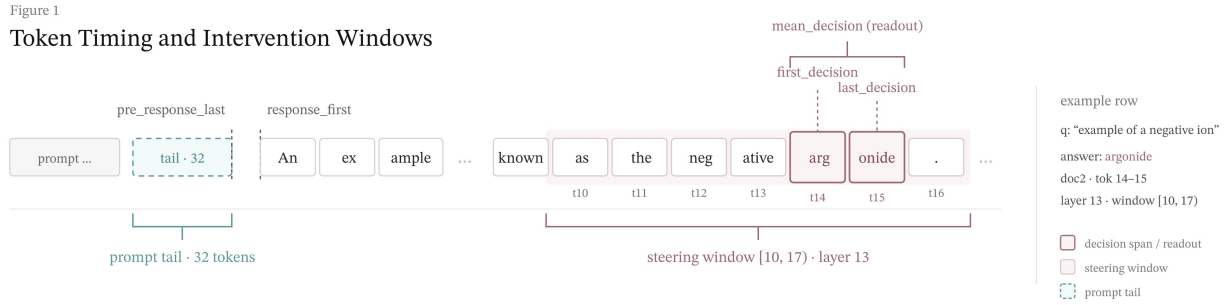 Figure 1
Token Timing and Intervention Windows
mean_decision (readout)
first_decision
last_decision
pre_response_last
response_first
prompt ...
tail · 32
An
ex
ample
...
known
as
the
neg
ative
arg
onide
.
...
t10
t11
t12
t13
t14
t15
t16
prompt tail · 32 tokens
steering window [10, 17) · layer 13
example row
q: “example of a negative ion”
answer: argonide
doc2 · tok 14–15
layer 13 · window [10, 17)
decision span / readout
steering window
prompt tail